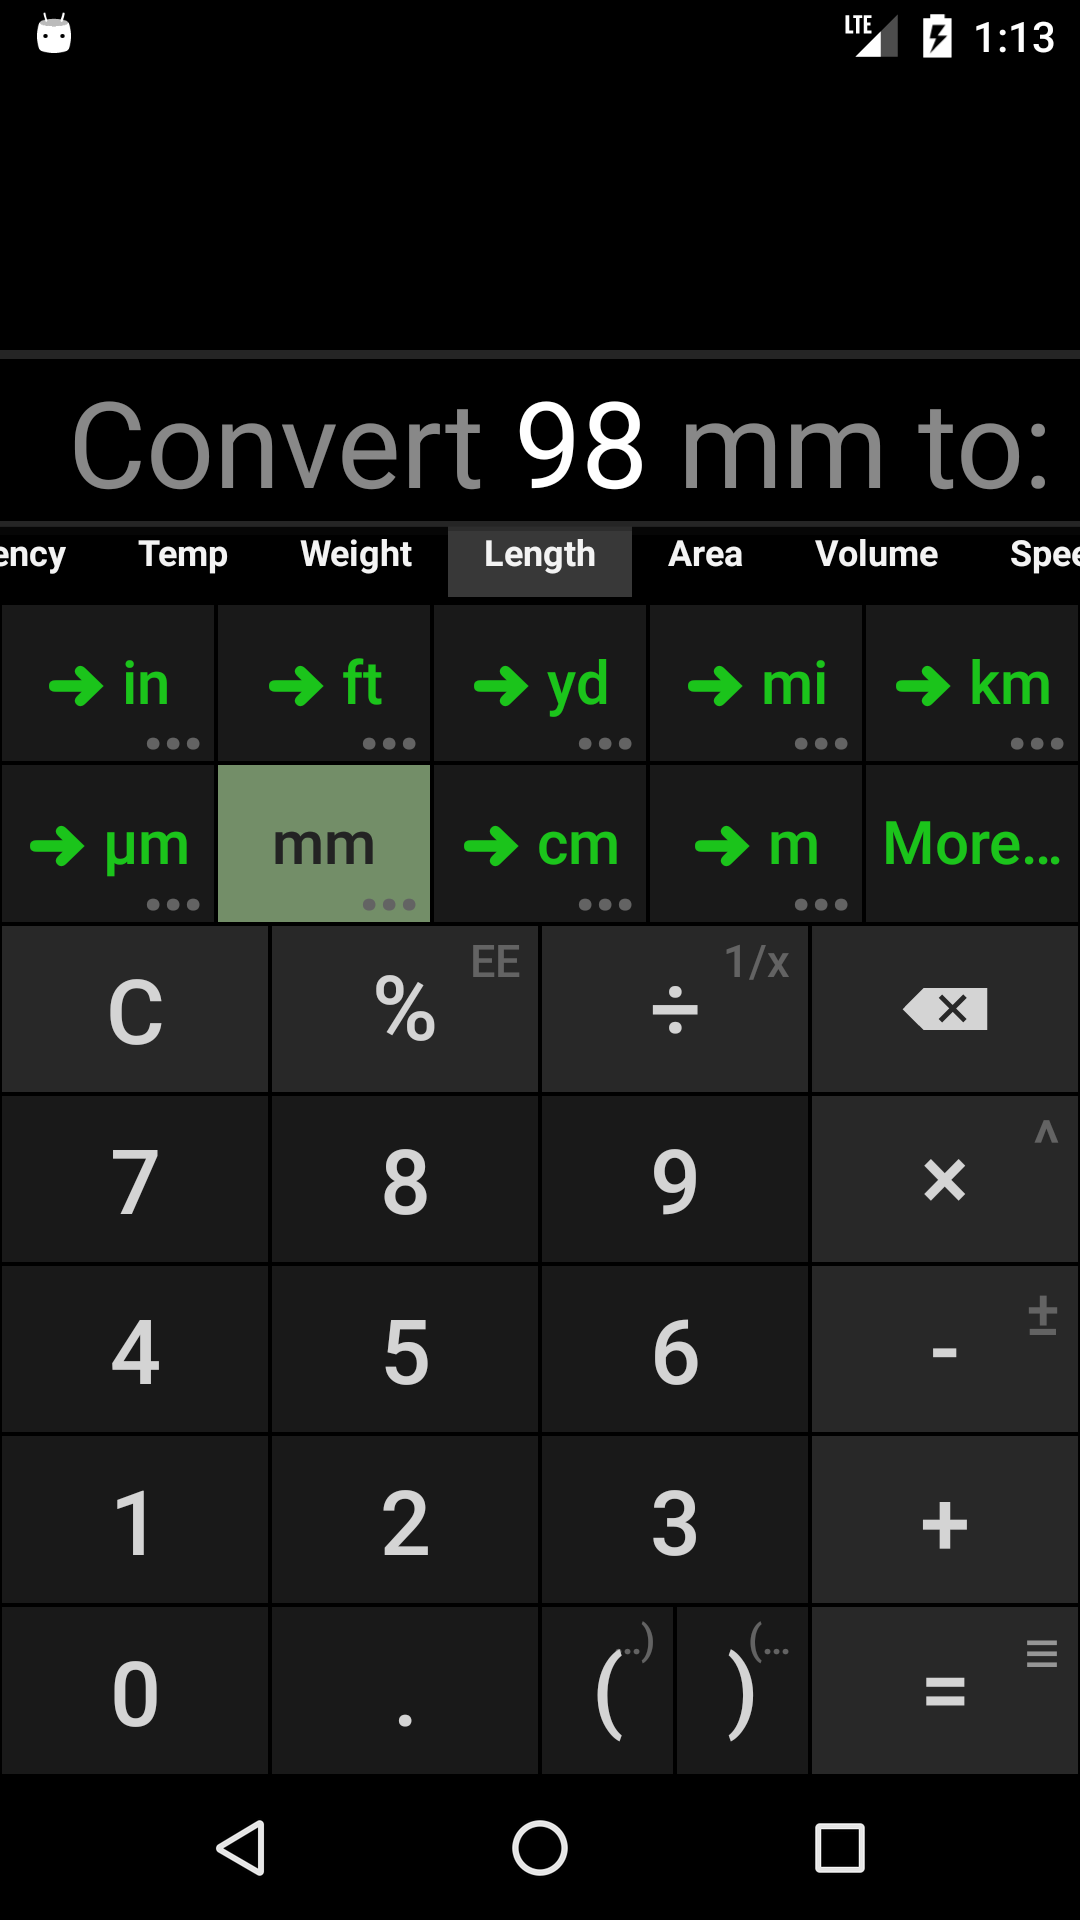 LTE 1:13
Convert 98 mm to:
ency Temp Weight Length Area Volume Spee
in ft yd mi km
µm mm cm m More...
C % EE ÷ 1/x
7 8 9 × ^
4 5 6 - ±
1 2 3 +
0 . ( ..) ) (... =